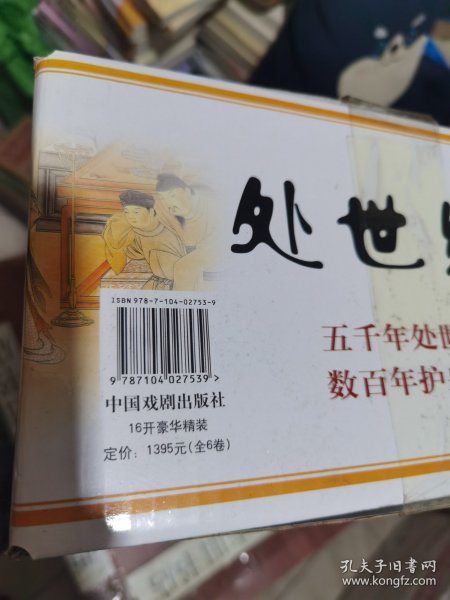 处世
五千年处世
数百年护
ISBN 978-7-104-02753-9
9 787104 027539 >
中国戏剧出版社
16开豪华精装
定价：1395元(全6卷)
孔夫子旧书网
www.kongfz.com